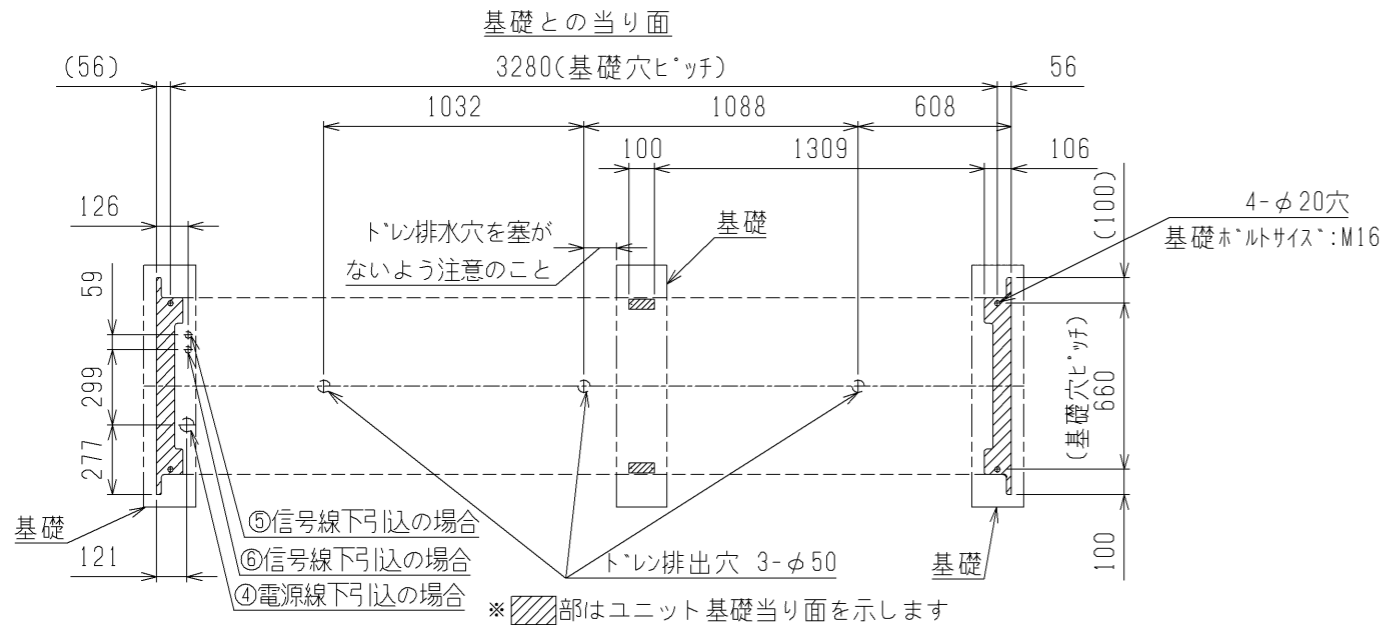 基礎との当り面
(56)
3280(基礎穴ﾋﾟｯﾁ)
56
1032
1088
608
100
1309
106
126
ﾄﾞﾚﾝ排水穴を塞が
ないよう注意のこと
基礎
(100)
4-φ20穴
基礎ﾎﾞﾙﾄｻｲｽﾞ:M16
59
299
277
(基礎穴ﾋﾟｯﾁ)
660
100
基礎
121
⑤信号線下引込の場合
⑥信号線下引込の場合
④電源線下引込の場合
ﾄﾞﾚﾝ排出穴 3-φ50
基礎
※部はユニット基礎当り面を示します